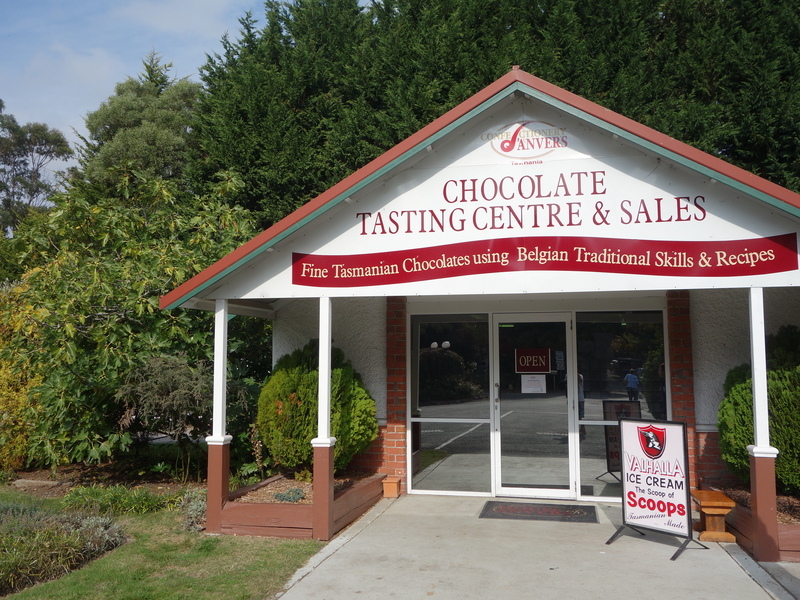 CONFECTIONERY
D'ANVERS
Tasmania
CHOCOLATE
TASTING CENTRE & SALES
Fine Tasmanian Chocolates using Belgian Traditional Skills & Recipes
OPEN
VALHALLA
ICE CREAM
The Scoop of
Scoops
Tasmanian
Made